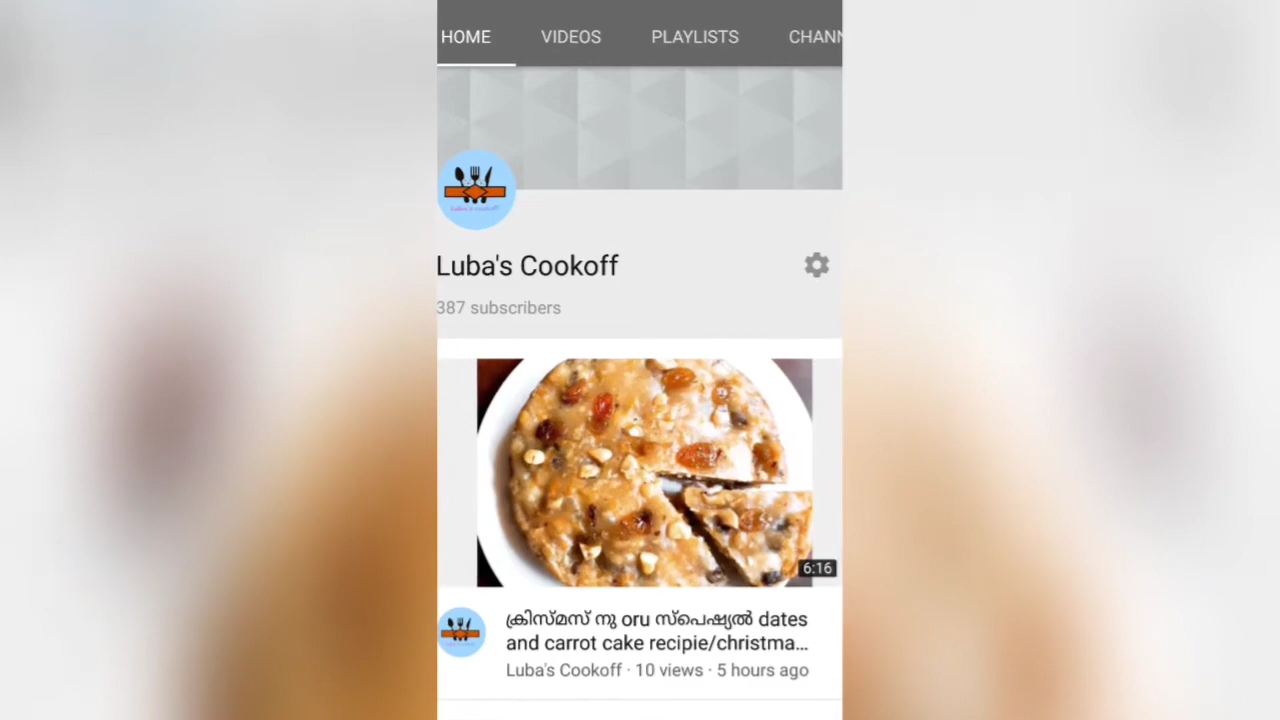 HOME VIDEOS PLAYLISTS CHANN
Luba's Cookoff
387 subscribers
6:16
ക്രിസ്മസ് നു oru സ്പെഷ്യൽ dates
and carrot cake recipie/christma...
Luba's Cookoff · 10 views · 5 hours ago